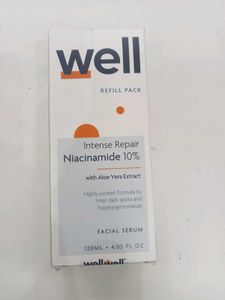 well
REFILL PACK
Intense Repair
Niacinamide 10%
with Aloe Vera Extract
Highly potent formula to
treat dark spots and
hyperpigmentation
FACIAL SERUM
120ML • 4.05 FL OZ
wellwell